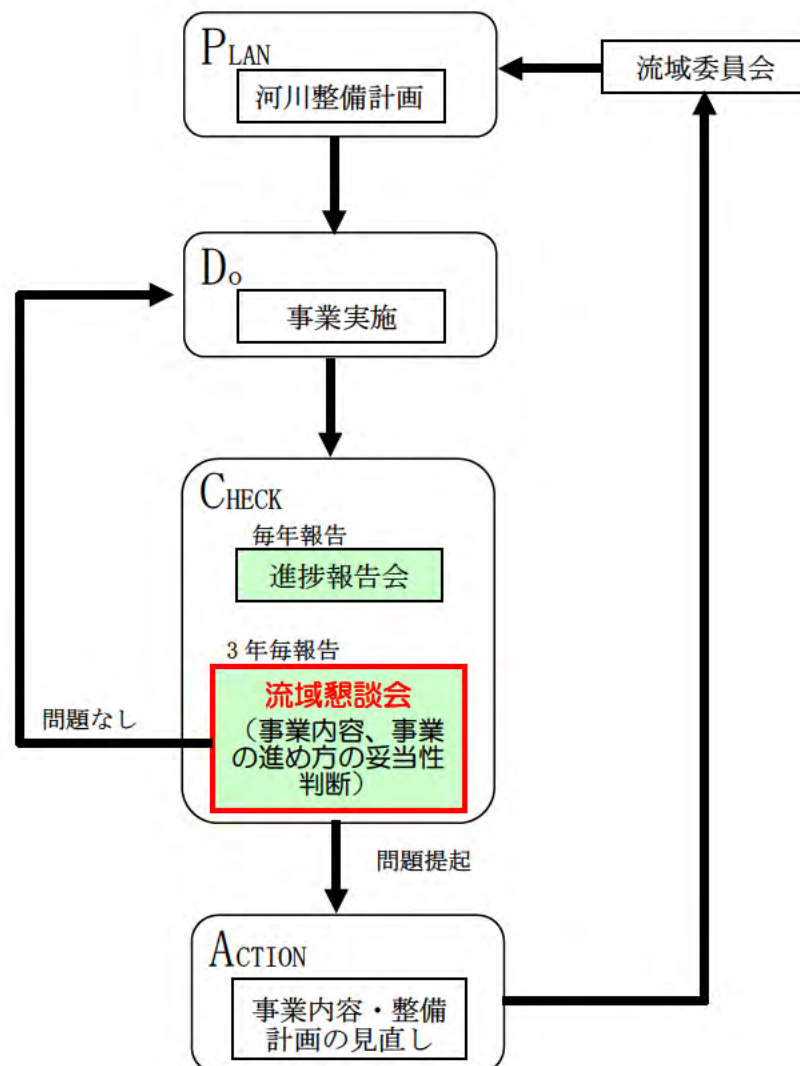 PLAN
流域委員会
河川整備計画
Do
事業実施
CHECK
毎年報告
進捗報告会
3年毎報告
流域懇談会
（事業内容、事業
の進め方の妥当性
判断）
問題なし
問題提起
ACTION
事業内容・整備
計画の見直し